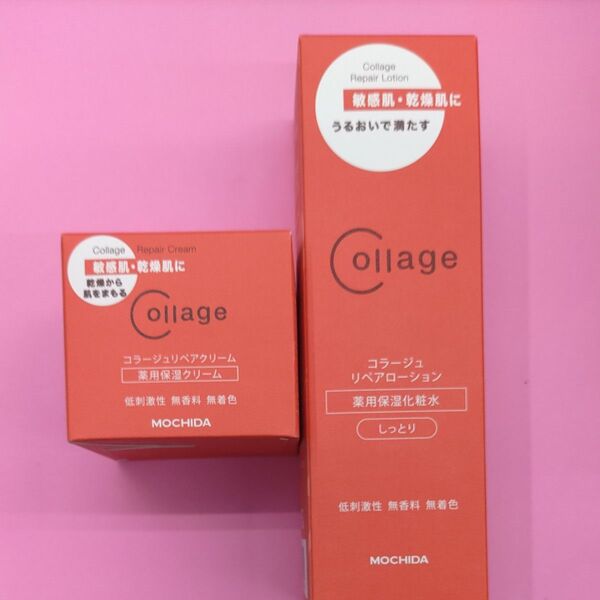 Collage Repair Cream
敏感肌・乾燥肌に
乾燥から
肌をまもる
Collage
コラージュリペアクリーム
薬用保湿クリーム
低刺激性 無香料 無着色
MOCHIDA
Collage
Repair Lotion
敏感肌・乾燥肌に
うるおいで満たす
Collage
コラージュ
リペアローション
薬用保湿化粧水
しっとり
低刺激性 無香料 無着色
MOCHIDA